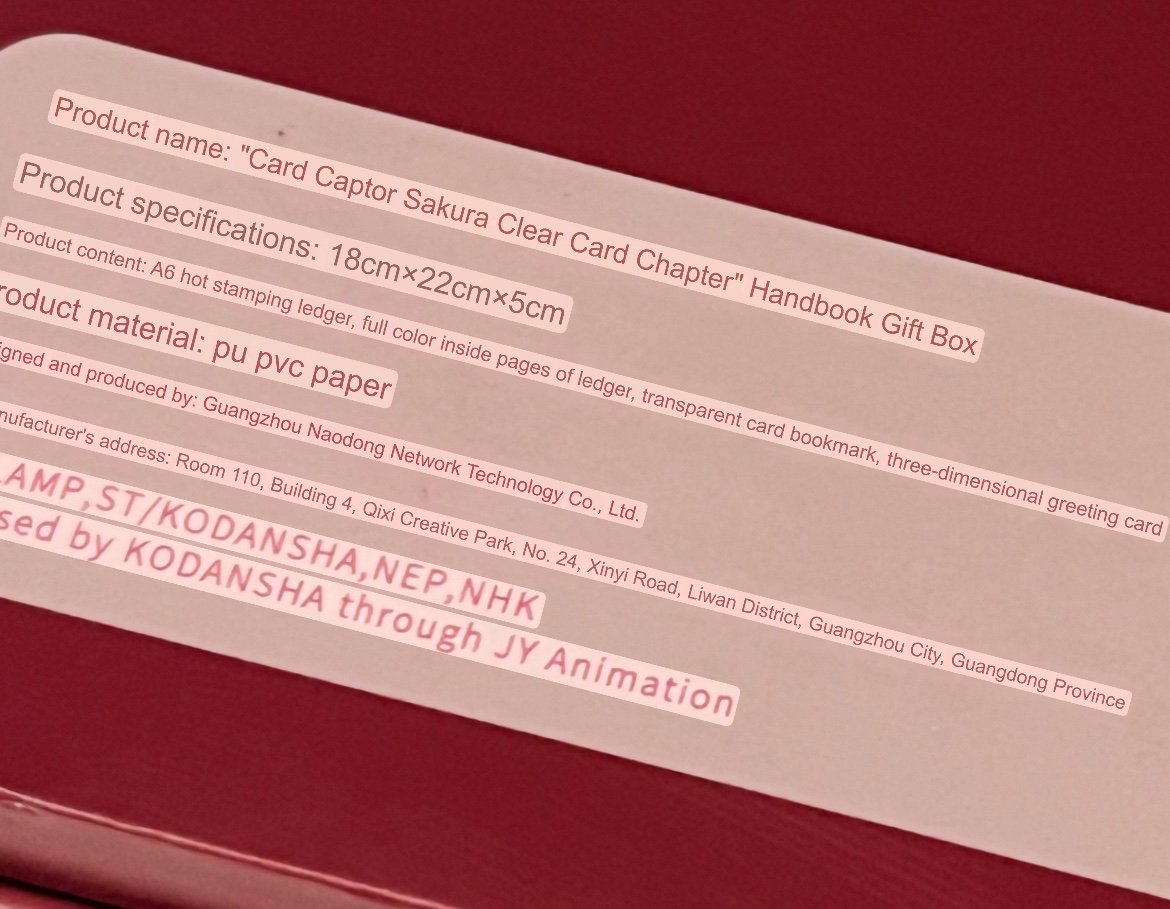 Product name: "Card Captor Sakura Clear Card Chapter" Handbook Gift Box
Product specifications: 18cm×22cm×5cm
Product content: A6 hot stamping ledger, full color inside pages of ledger, transparent card bookmark, three-dimensional greeting card
roduct material: pu pvc paper
igned and produced by: Guangzhou Naodong Network Technology Co., Ltd.
nufacturer's address: Room 110, Building 4, Qixi Creative Park, No. 24, Xinyi Road, Liwan District, Guangzhou City, Guangdong Province
LAMP,ST/KODANSHA,NEP,NHK
sed by KODANSHA through JY Animation